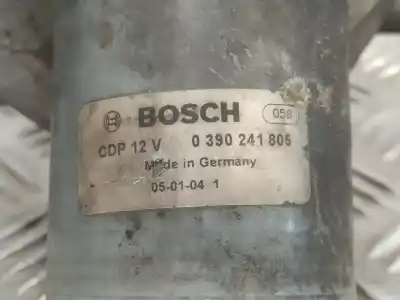 BOSCH 058
CDP 12 V 0 390 241 805
Made in Germany
05-01-04 1